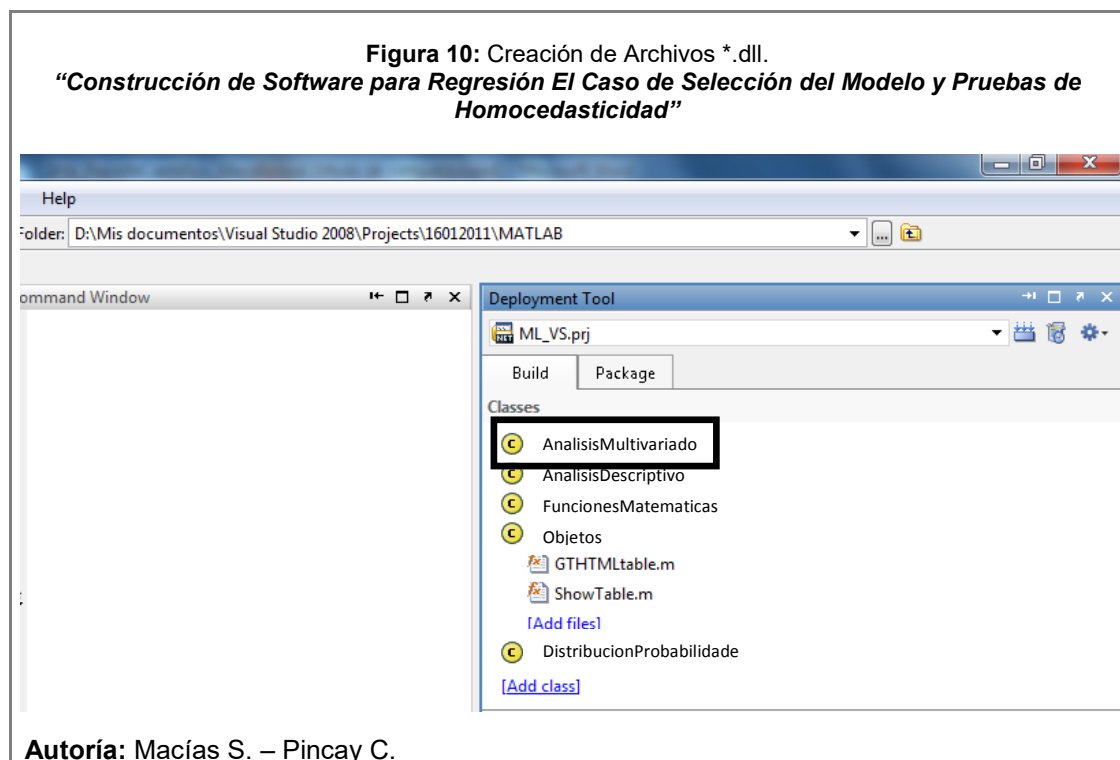 Figura 10: Creación de Archivos *.dll.
“Construcción de Software para Regresión El Caso de Selección del Modelo y Pruebas de
Homocedasticidad”
Help
Folder: D:\Mis documentos\Visual Studio 2008\Projects\16012011\MATLAB
ommand Window
Deployment Tool
ML_VS.prj
Build Package
Classes
AnalisisMultivariado
AnalisisDescriptivo
FuncionesMatematicas
Objetos
GTHTMLtable.m
ShowTable.m
[Add files]
DistribucionProbabilidade
[Add class]
Autoría: Macías S. – Pincay C.